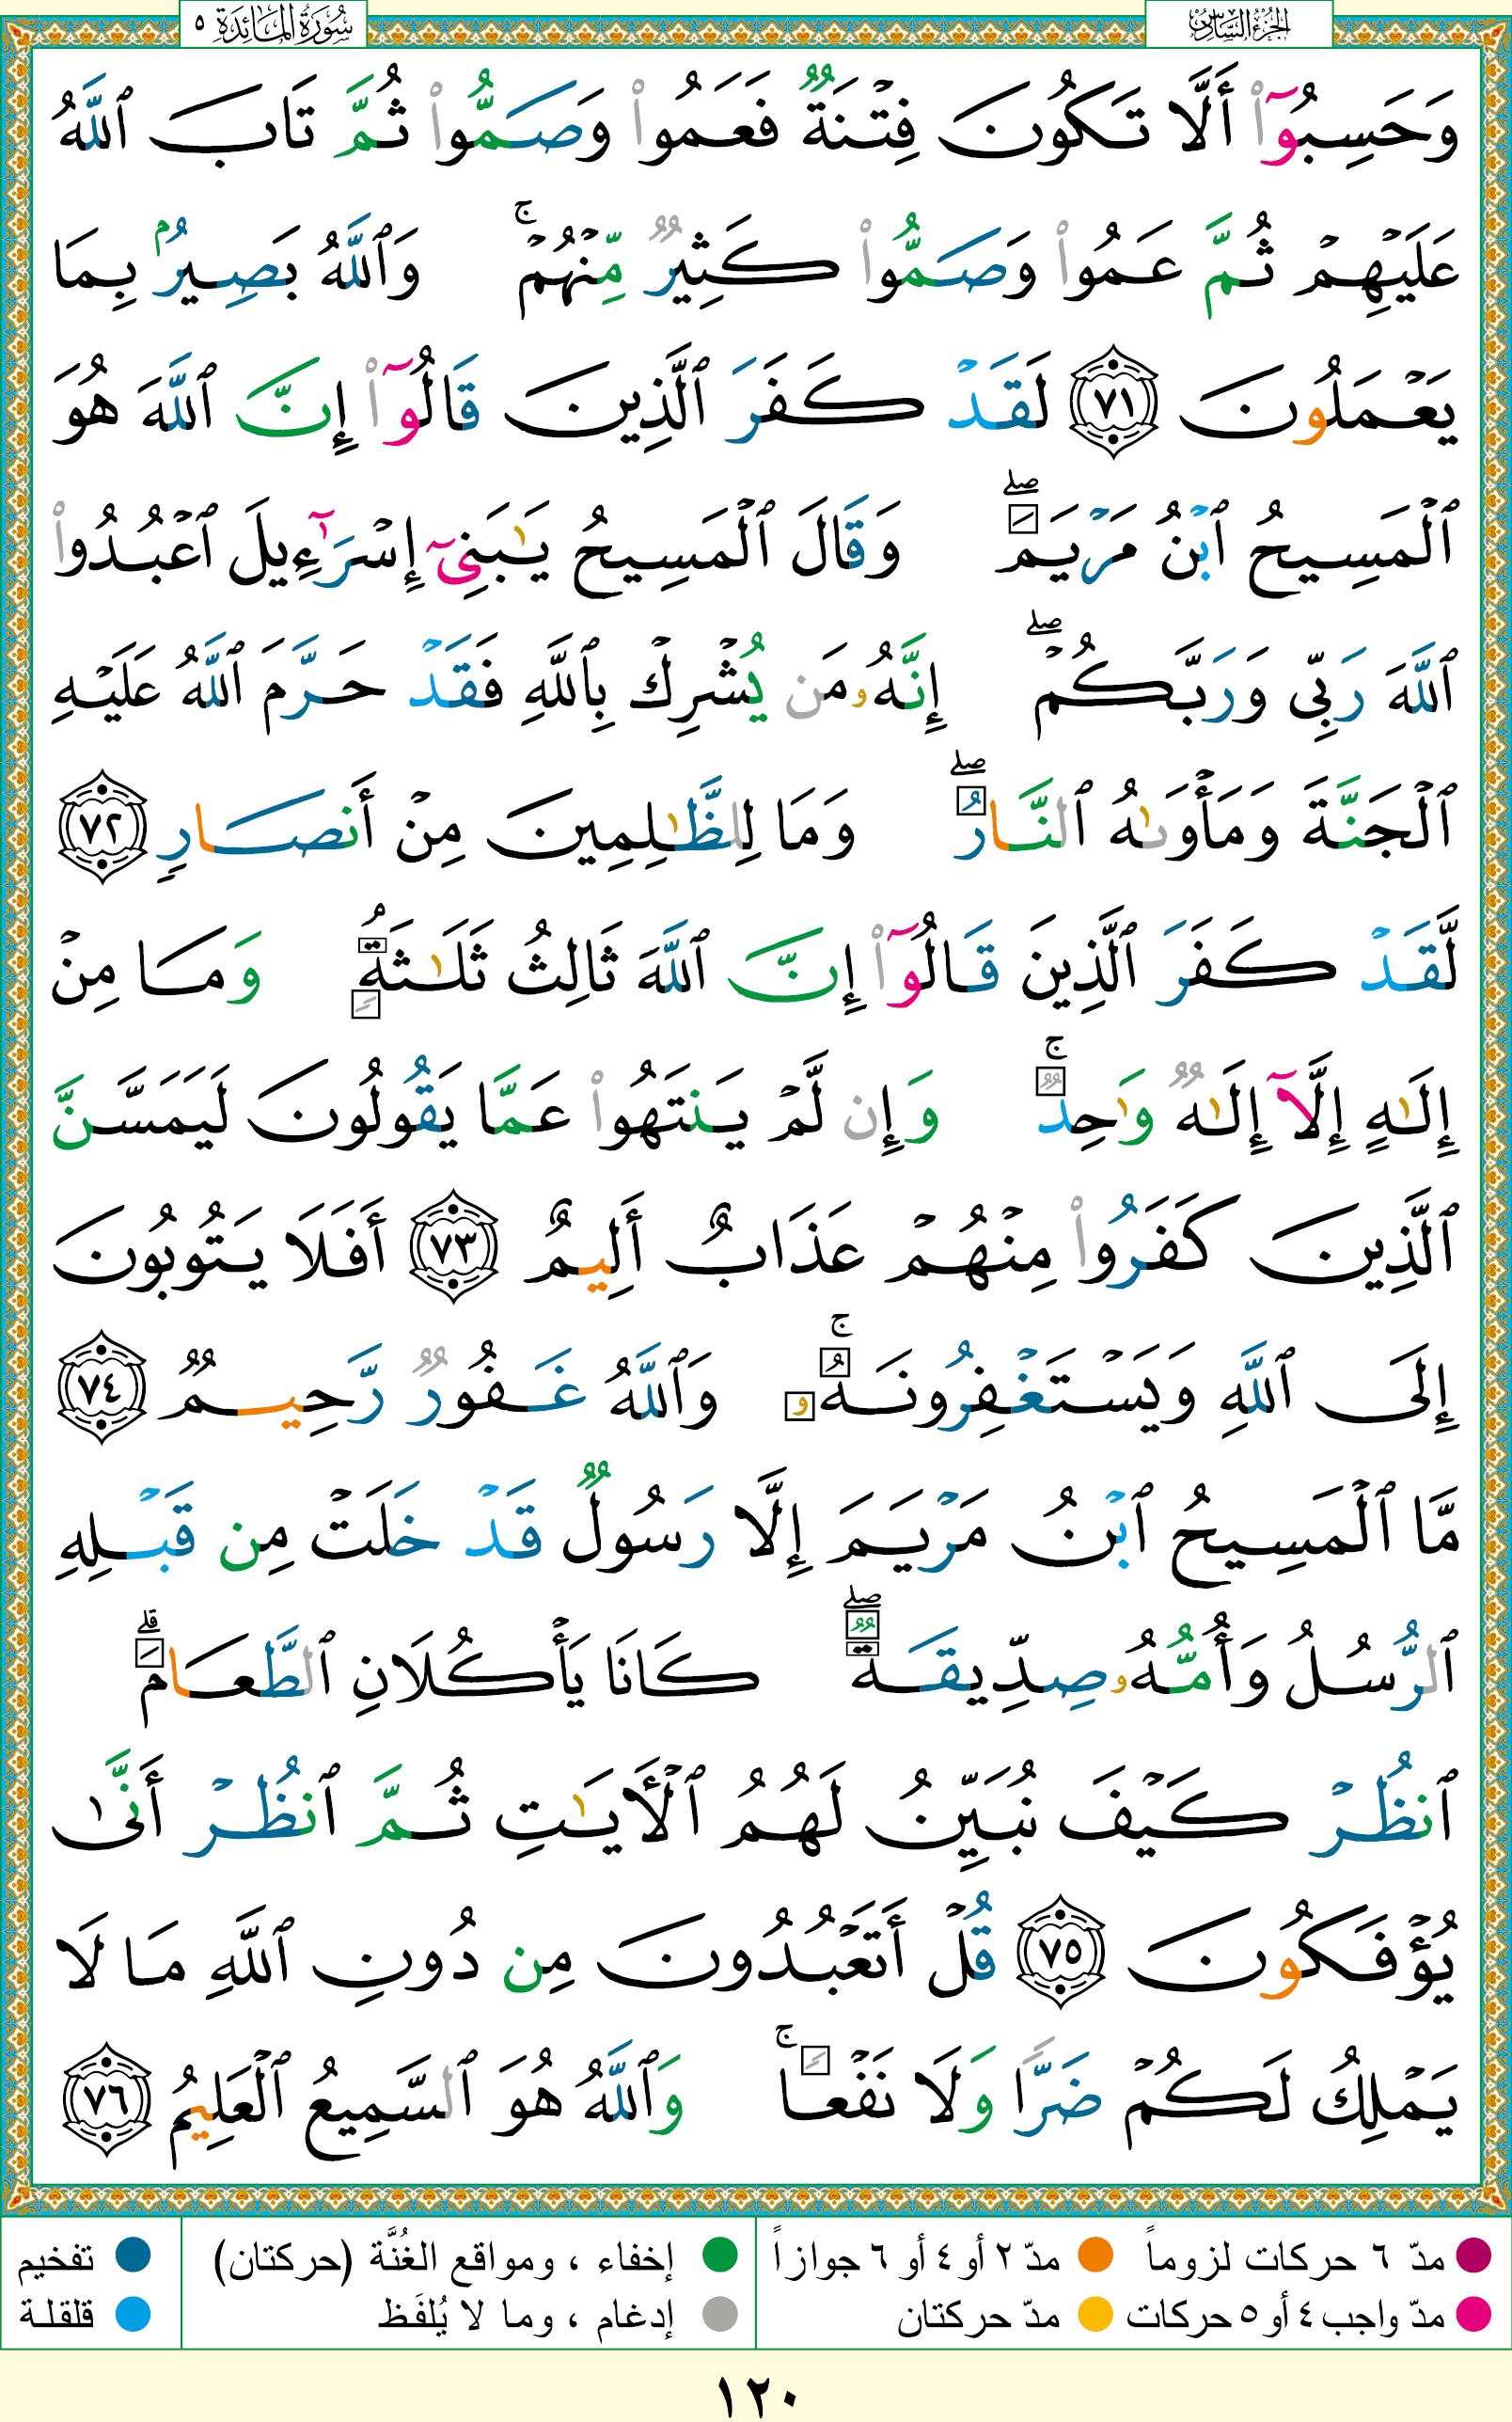 الجزء السادس
سورة المائدة ٥
وَحَسِبُوٓا۟ أَلَّا تَكُونَ فِتْنَةٌ فَعَمُوا۟ وَصَمُّوا۟ ثُمَّ تَابَ ٱللَّهُ
عَلَيْهِمْ ثُمَّ عَمُوا۟ وَصَمُّوا۟ كَثِيرٌ مِّنْهُمْ ۚ وَٱللَّهُ بَصِيرٌۢ بِمَا
يَعْمَلُونَ ٧١ لَقَدْ كَفَرَ ٱلَّذِينَ قَالُوٓا۟ إِنَّ ٱللَّهَ هُوَ
ٱلْمَسِيحُ ٱبْنُ مَرْيَمَ ۖ وَقَالَ ٱلْمَسِيحُ يَٰبَنِىٓ إِسْرَٰٓءِيلَ ٱعْبُدُوا۟
ٱللَّهَ رَبِّى وَرَبَّكُمْ ۖ إِنَّهُۥ مَن يُشْرِكْ بِٱللَّهِ فَقَدْ حَرَّمَ ٱللَّهُ عَلَيْهِ
ٱلْجَنَّةَ وَمَأْوَىٰهُ ٱلنَّارُ ۖ وَمَا لِلظَّٰلِمِينَ مِنْ أَنصَارٍ ٧٢
لَّقَدْ كَفَرَ ٱلَّذِينَ قَالُوٓا۟ إِنَّ ٱللَّهَ ثَالِثُ ثَلَٰثَةٍ ۘ وَمَا مِنْ
إِلَٰهٍ إِلَّآ إِلَٰهٌ وَٰحِدٌ ۚ وَإِن لَّمْ يَنتَهُوا۟ عَمَّا يَقُولُونَ لَيَمَسَّنَّ
ٱلَّذِينَ كَفَرُوا۟ مِنْهُمْ عَذَابٌ أَلِيمٌ ٧٣ أَفَلَا يَتُوبُونَ
إِلَى ٱللَّهِ وَيَسْتَغْفِرُونَهُۥ ۚ وَٱللَّهُ غَفُورٌ رَّحِيمٌ ٧٤
مَّا ٱلْمَسِيحُ ٱبْنُ مَرْيَمَ إِلَّا رَسُولٌ قَدْ خَلَتْ مِن قَبْلِهِ
ٱلرُّسُلُ وَأُمُّهُۥ صِدِّيقَةٌ ۖ كَانَا يَأْكُلَانِ ٱلطَّعَامَ ۗ
ٱنظُرْ كَيْفَ نُبَيِّنُ لَهُمُ ٱلْءَايَٰتِ ثُمَّ ٱنظُرْ أَنَّىٰ
يُؤْفَكُونَ ٧٥ قُلْ أَتَعْبُدُونَ مِن دُونِ ٱللَّهِ مَا لَا
يَمْلِكُ لَكُمْ ضَرًّا وَلَا نَفْعًا ۚ وَٱللَّهُ هُوَ ٱلسَّمِيعُ ٱلْعَلِيمُ ٧٦
مدّ ٦ حركات لزوماً مدّ ٢ أو ٤ أو ٦ جوازاً إخفاء ، ومواقع الغُنَّة (حركتان) تفخيم
مدّ واجب ٤ أو ٥ حركات مدّ حركتان إدغام ، وما لا يُلفَظ قلقلة
١٢٠